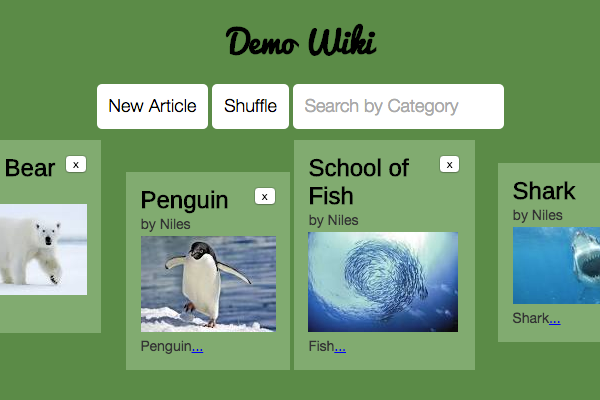 Demo Wiki
New Article
Shuffle
Search by Category
Bear
x
Penguin
x
by Niles
Penguin...
School of
Fish
x
by Niles
Fish...
Shark
by Niles
Shark...